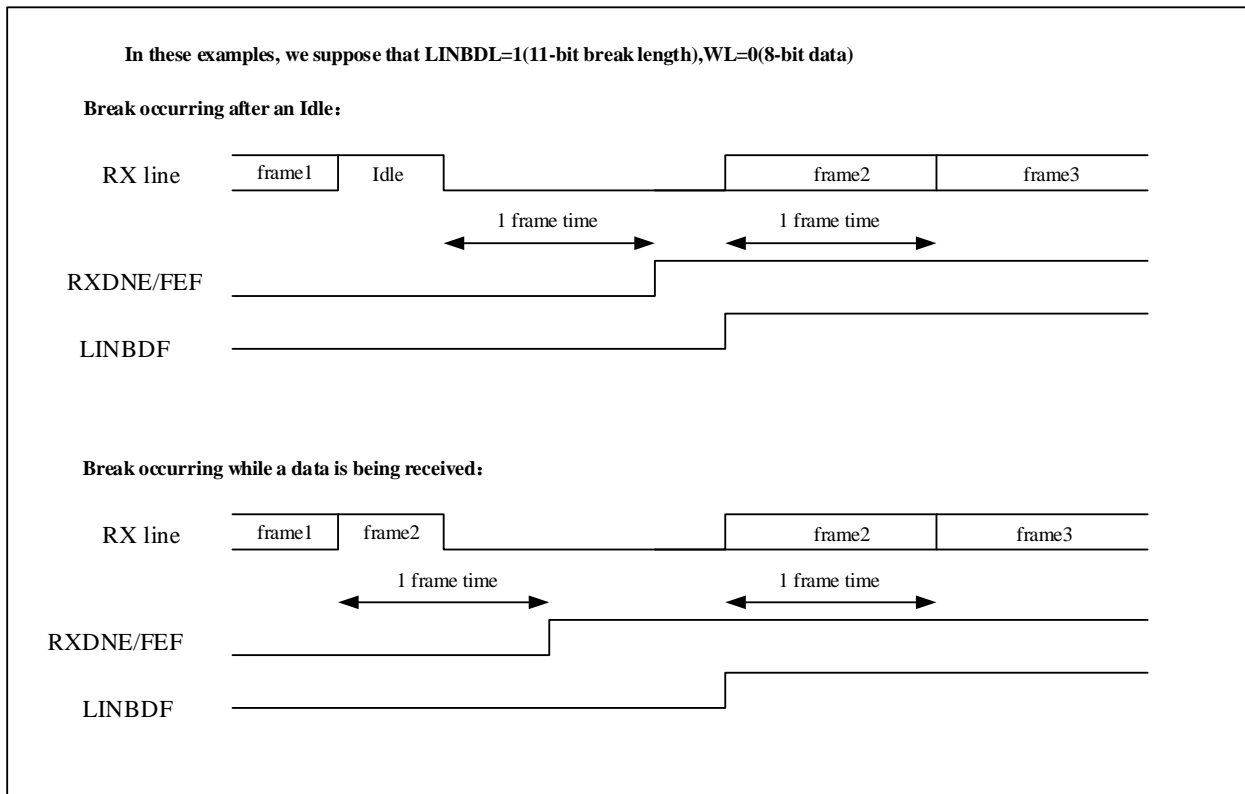 In these examples, we suppose that LINBDL=1(11-bit break length),WL=0(8-bit data)
Break occurring after an Idle：
RX line frame1 Idle frame2 frame3
1 frame time 1 frame time
RXDNE/FEF
LINBDF
Break occurring while a data is being received：
RX line frame1 frame2 frame2 frame3
1 frame time 1 frame time
RXDNE/FEF
LINBDF